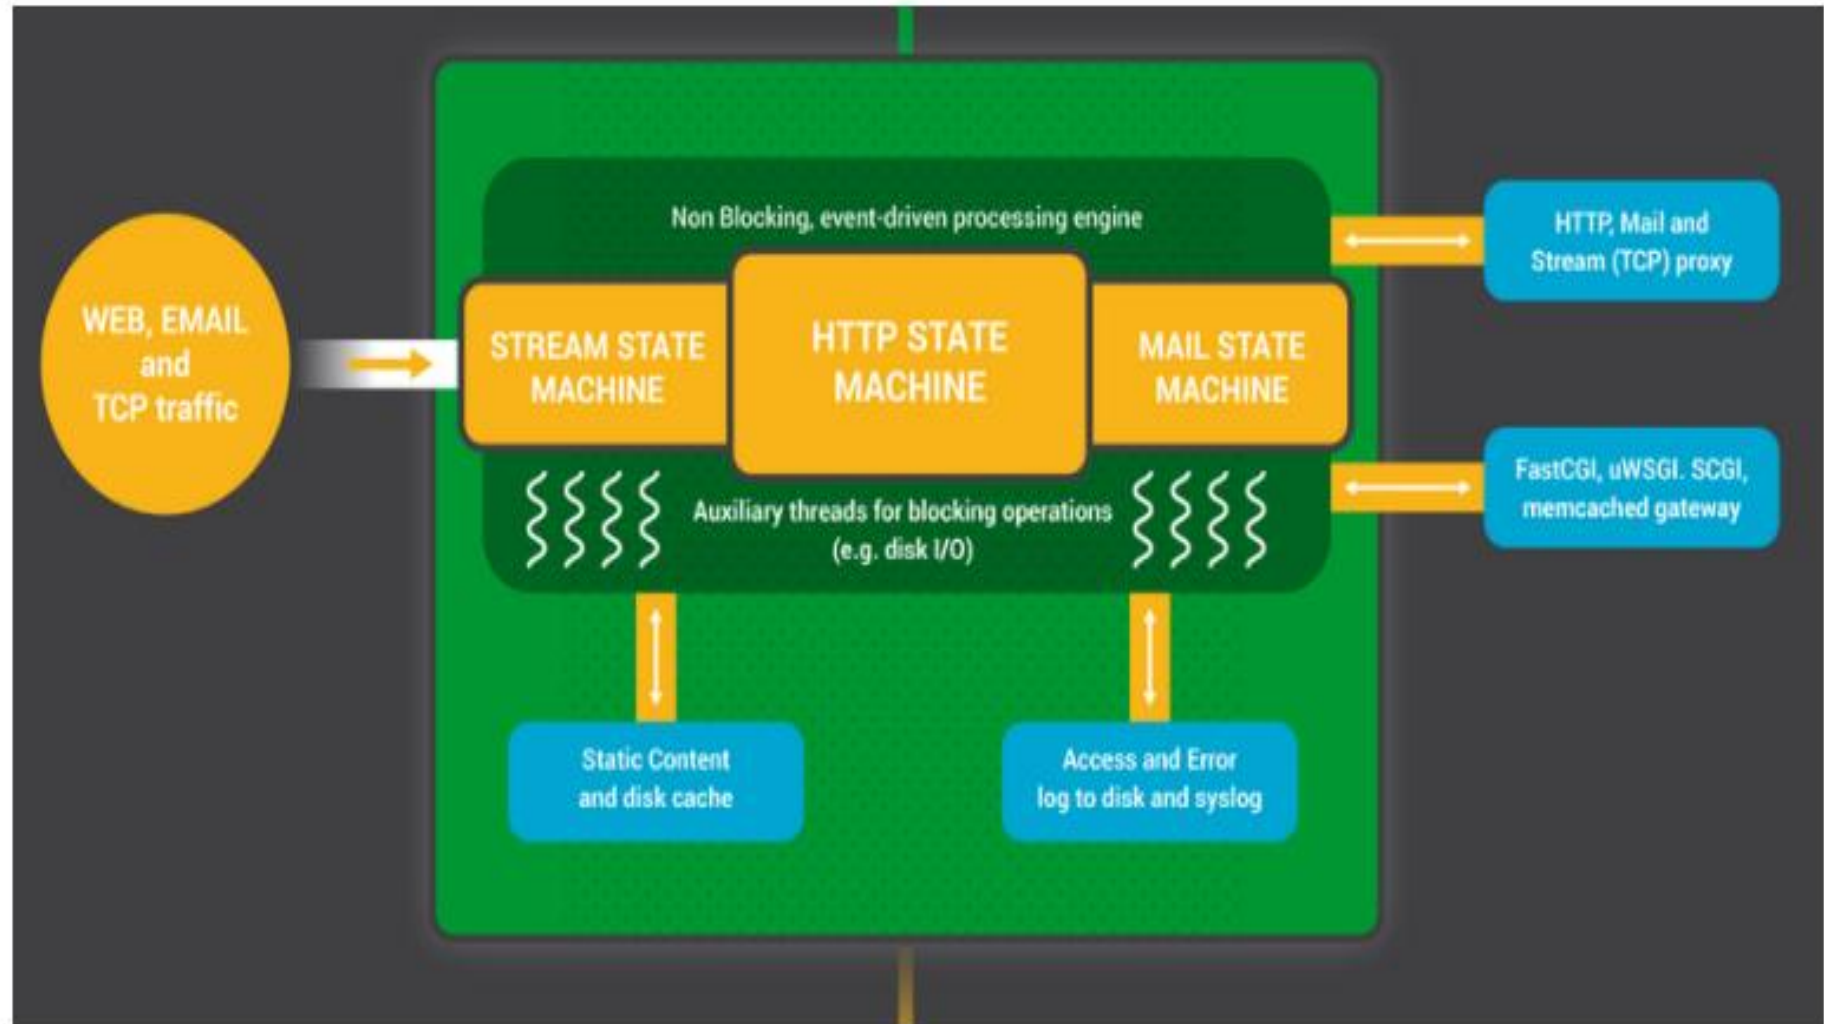 WEB, EMAIL
and
TCP traffic
Non Blocking, event-driven processing engine
STREAM STATE
MACHINE
HTTP STATE
MACHINE
MAIL STATE
MACHINE
Auxiliary threads for blocking operations
(e.g. disk I/O)
HTTP, Mail and
Stream (TCP) proxy
FastCGI, uWSGI. SCGI,
memcached gateway
Static Content
and disk cache
Access and Error
log to disk and syslog